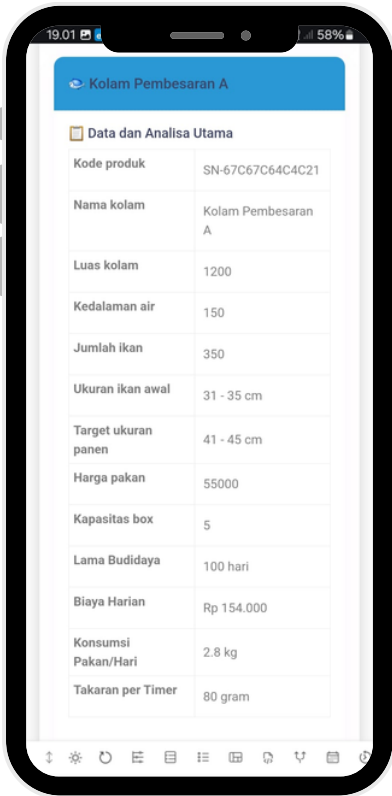 19.01
58%
Kolam Pembesaran A
Data dan Analisa Utama
Kode produk
SN-67C67C64C4C21
Nama kolam
Kolam Pembesaran
A
Luas kolam
1200
Kedalaman air
150
Jumlah ikan
350
Ukuran ikan awal
31 - 35 cm
Target ukuran
panen
41 - 45 cm
Harga pakan
55000
Kapasitas box
5
Lama Budidaya
100 hari
Biaya Harian
Rp 154.000
Konsumsi
Pakan/Hari
2.8 kg
Takaran per Timer
80 gram